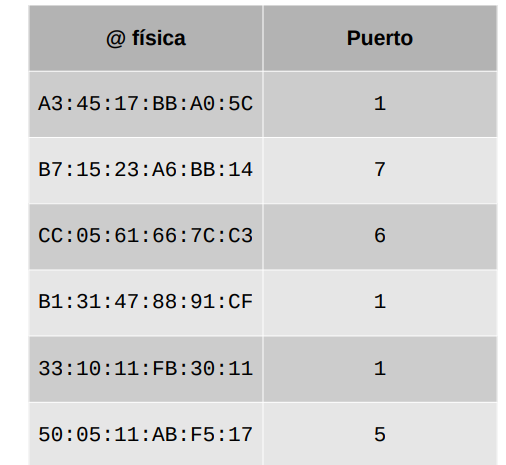 @ física Puerto
A3:45:17:BB:A0:5C 1
B7:15:23:A6:BB:14 7
CC:05:61:66:7C:C3 6
B1:31:47:88:91:CF 1
33:10:11:FB:30:11 1
50:05:11:AB:F5:17 5